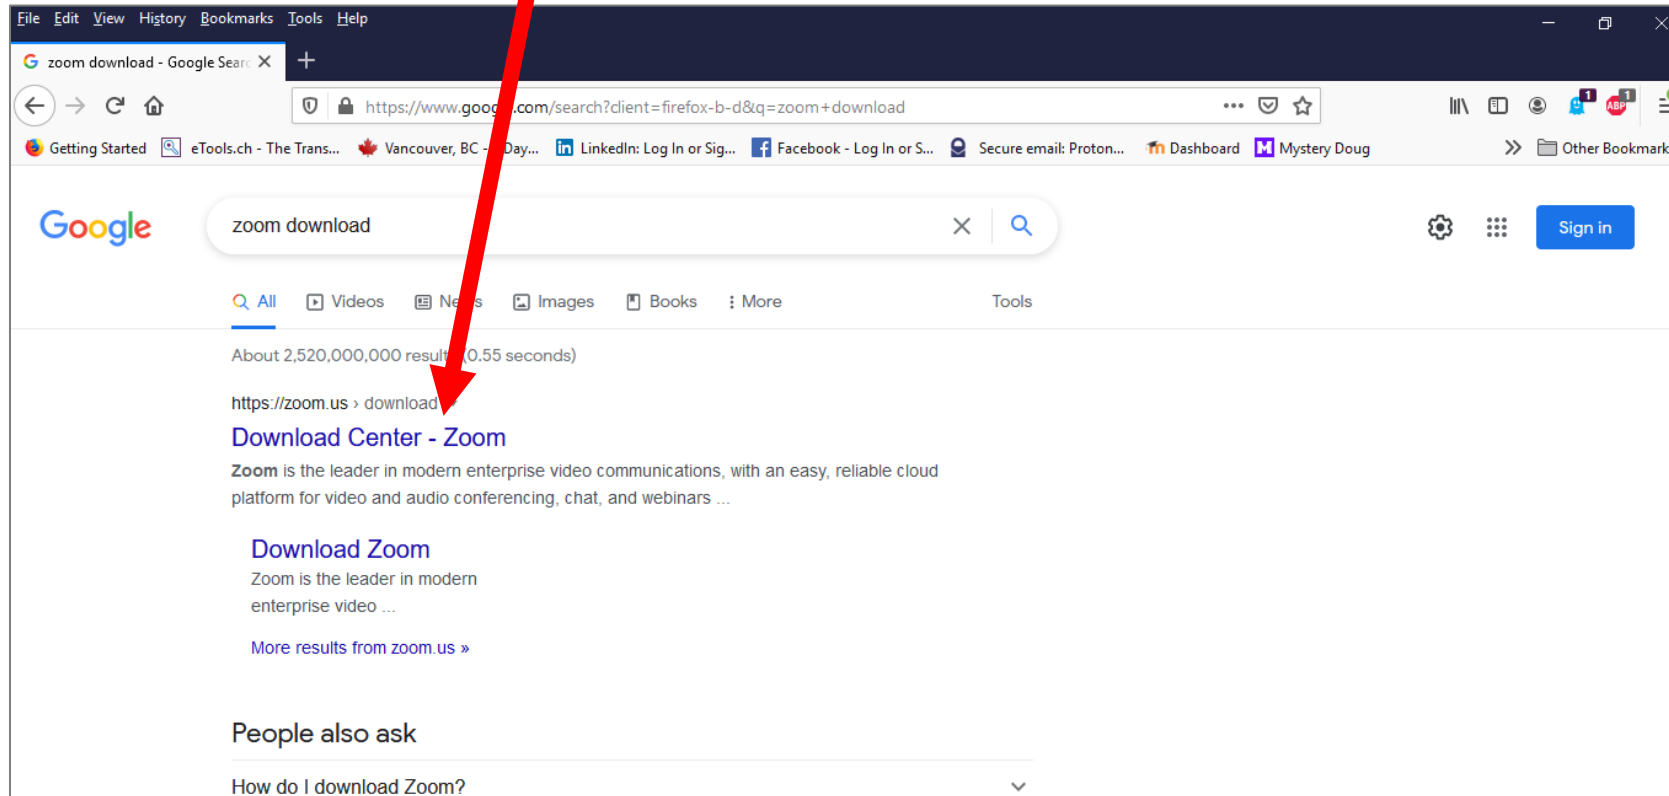 File Edit View History Bookmarks Tools Help
zoom download - Google Searc
https://www.google.com/search?client=firefox-b-d&q=zoom+download
1 ABP 1
Getting Started eTools.ch - The Trans... Vancouver, BC - Day... LinkedIn: Log In or Sig... Facebook - Log In or S... Secure email: Proton... Dashboard Mystery Doug Other Bookmark
Google zoom download Sign in
All Videos News Images Books More Tools
About 2,520,000,000 results (0.55 seconds)
https://zoom.us › download
Download Center - Zoom
Zoom is the leader in modern enterprise video communications, with an easy, reliable cloud
platform for video and audio conferencing, chat, and webinars ...
Download Zoom
Zoom is the leader in modern
enterprise video ...
More results from zoom.us »
People also ask
How do I download Zoom?